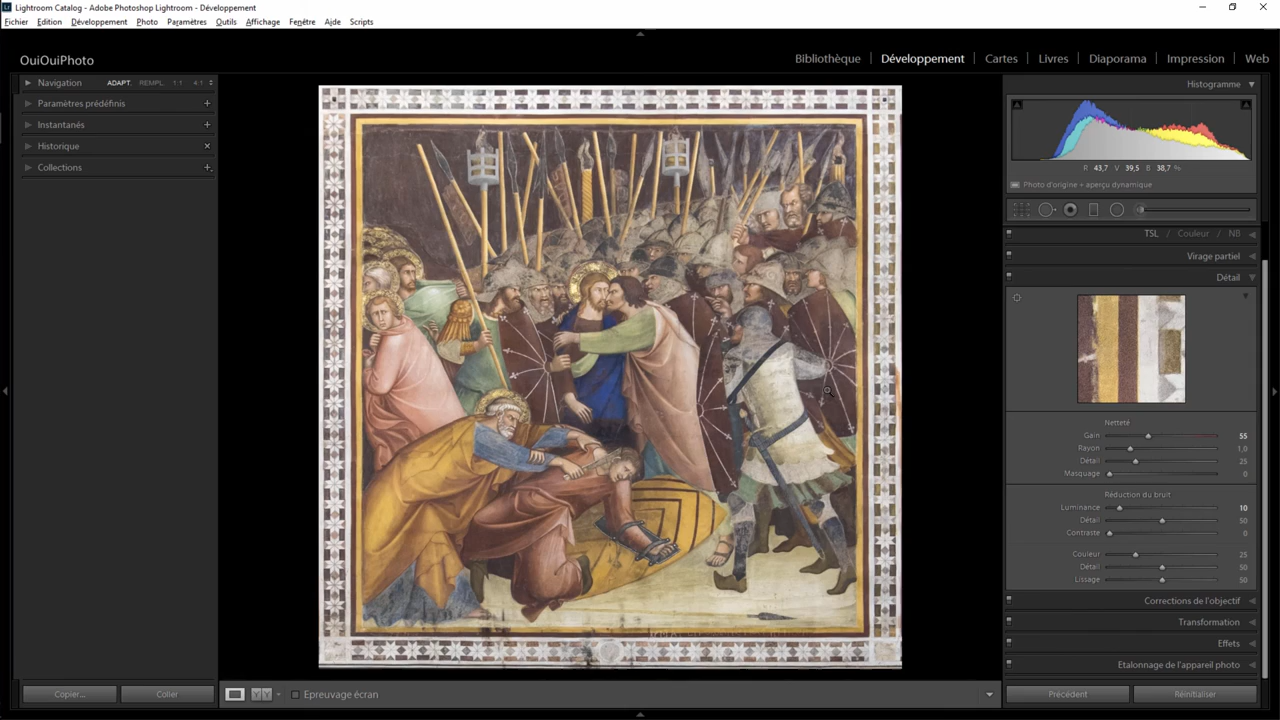 Lightroom Catalog - Adobe Photoshop Lightroom - Développement
Fichier Edition Développement Photo Paramètres Outils Affichage Fenêtre Aide Scripts
OuiOuiPhoto
Bibliothèque | Développement | Cartes | Livres | Diaporama | Impression | Web
Navigation ADAPT. REMPL. 1:1 4:1
Paramètres prédéfinis
Instantanés
Historique
Collections
Histogramme
R 43,7 V 39,5 B 38,7 %
Photo d'origine + aperçu dynamique
TSL / Couleur / NB
Virage partiel
Détail
Netteté
Gain 55
Rayon 1,0
Détail 25
Masquage 0
Réduction du bruit
Luminance 10
Détail 50
Contraste 0
Couleur 25
Détail 50
Lissage 50
Corrections de l'objectif
Transformation
Effets
Etalonnage de l'appareil photo
Copier... Coller
Epreuvage écran
Précédent Réinitialiser